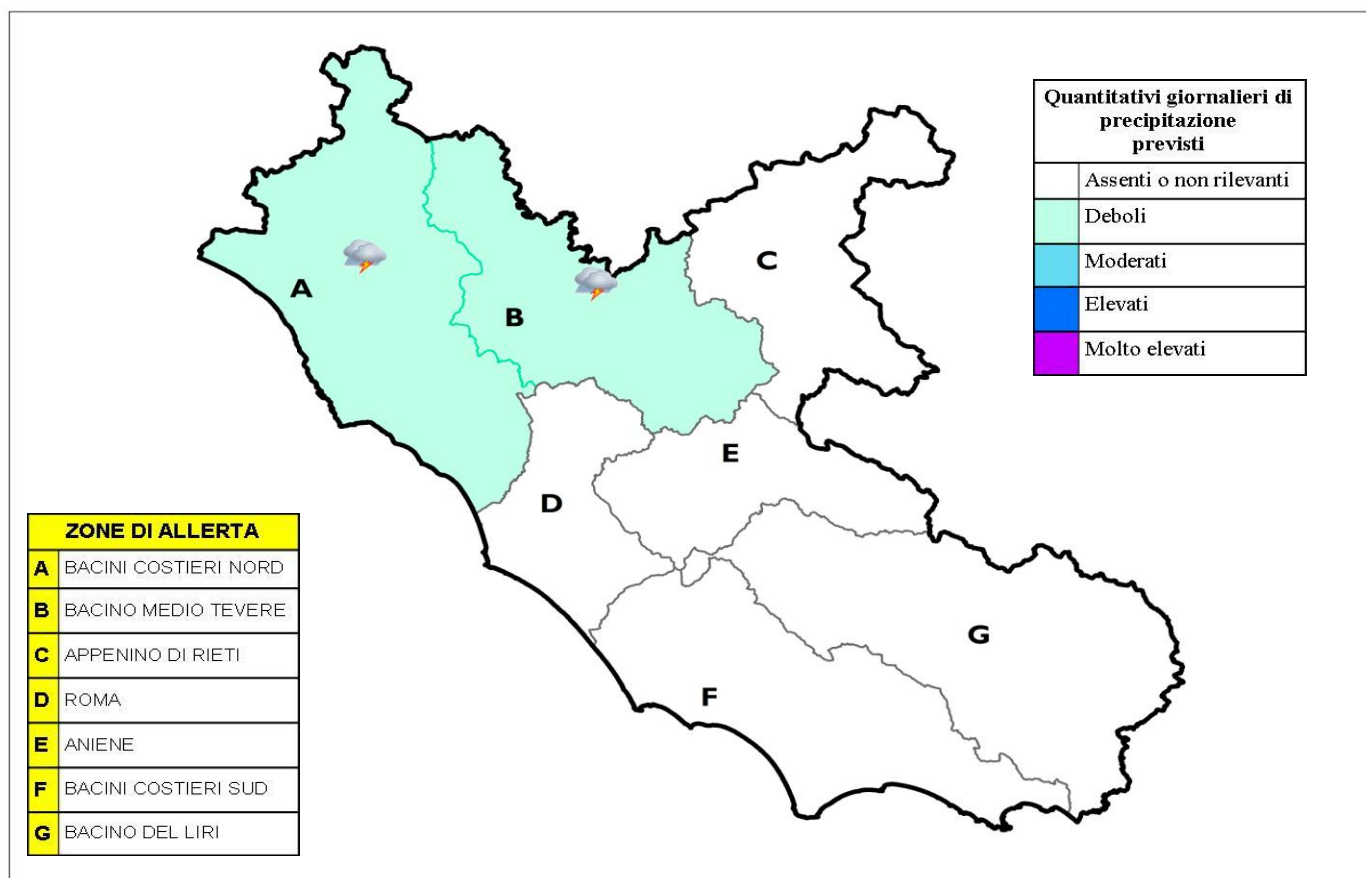 Quantitativi giornalieri di
precipitazione
previsti
Assenti o non rilevanti
Deboli
Moderati
Elevati
Molto elevati
A
B
C
D
E
F
G
ZONE DI ALLERTA
A BACINI COSTIERI NORD
B BACINO MEDIO TEVERE
C APPENINO DI RIETI
D ROMA
E ANIENE
F BACINI COSTIERI SUD
G BACINO DEL LIRI